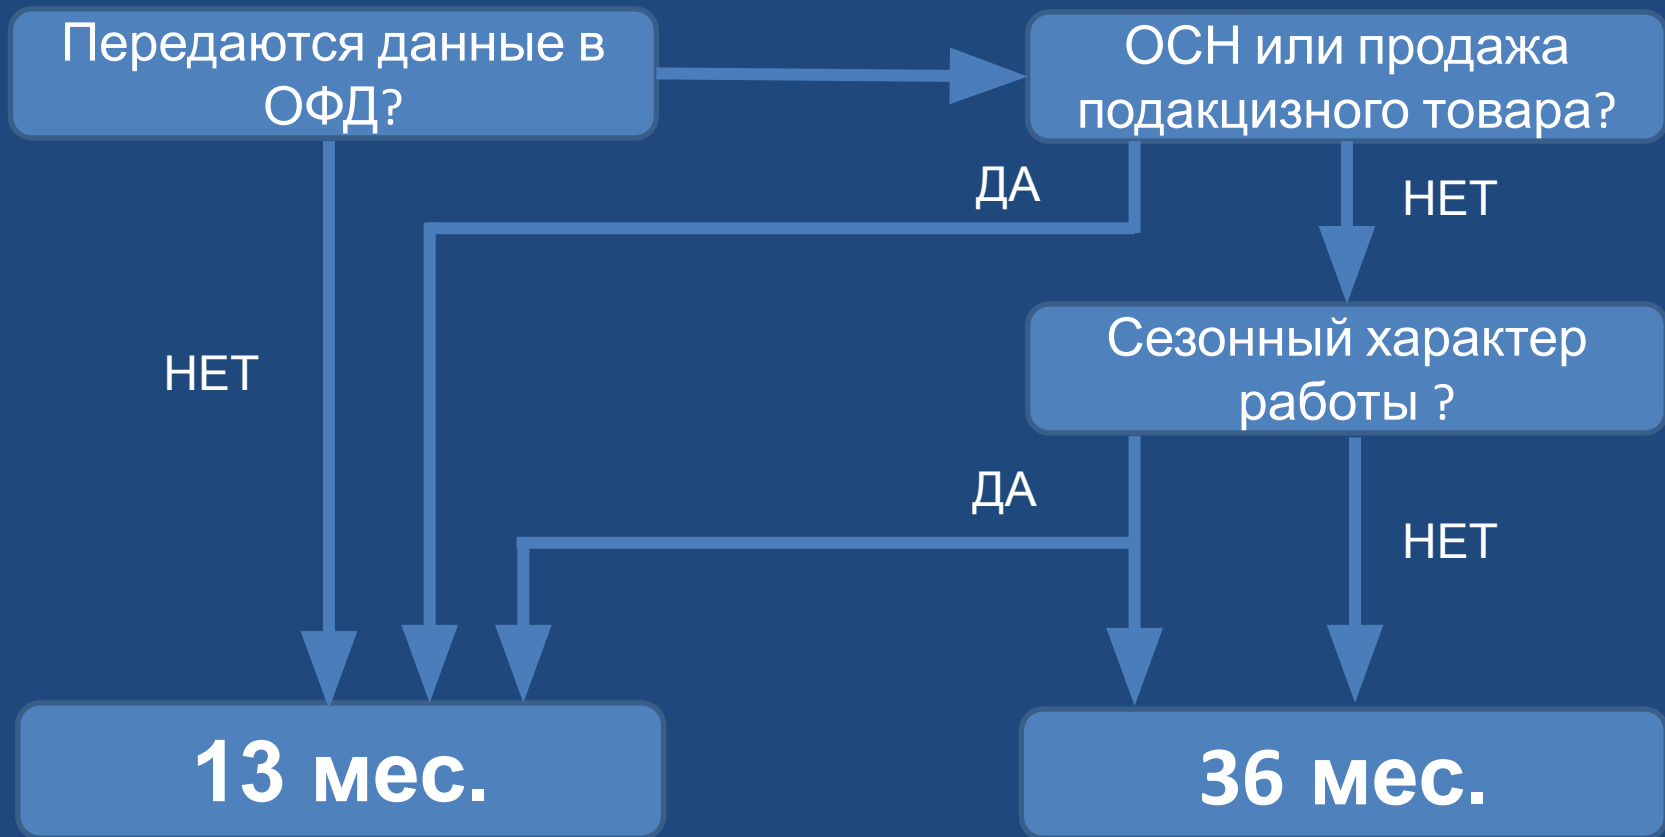 Передаются данные в
ОФД?
ОСН или продажа
подакцизного товара?
ДА
НЕТ
Сезонный характер
работы ?
НЕТ
ДА
НЕТ
13 мес.
36 мес.